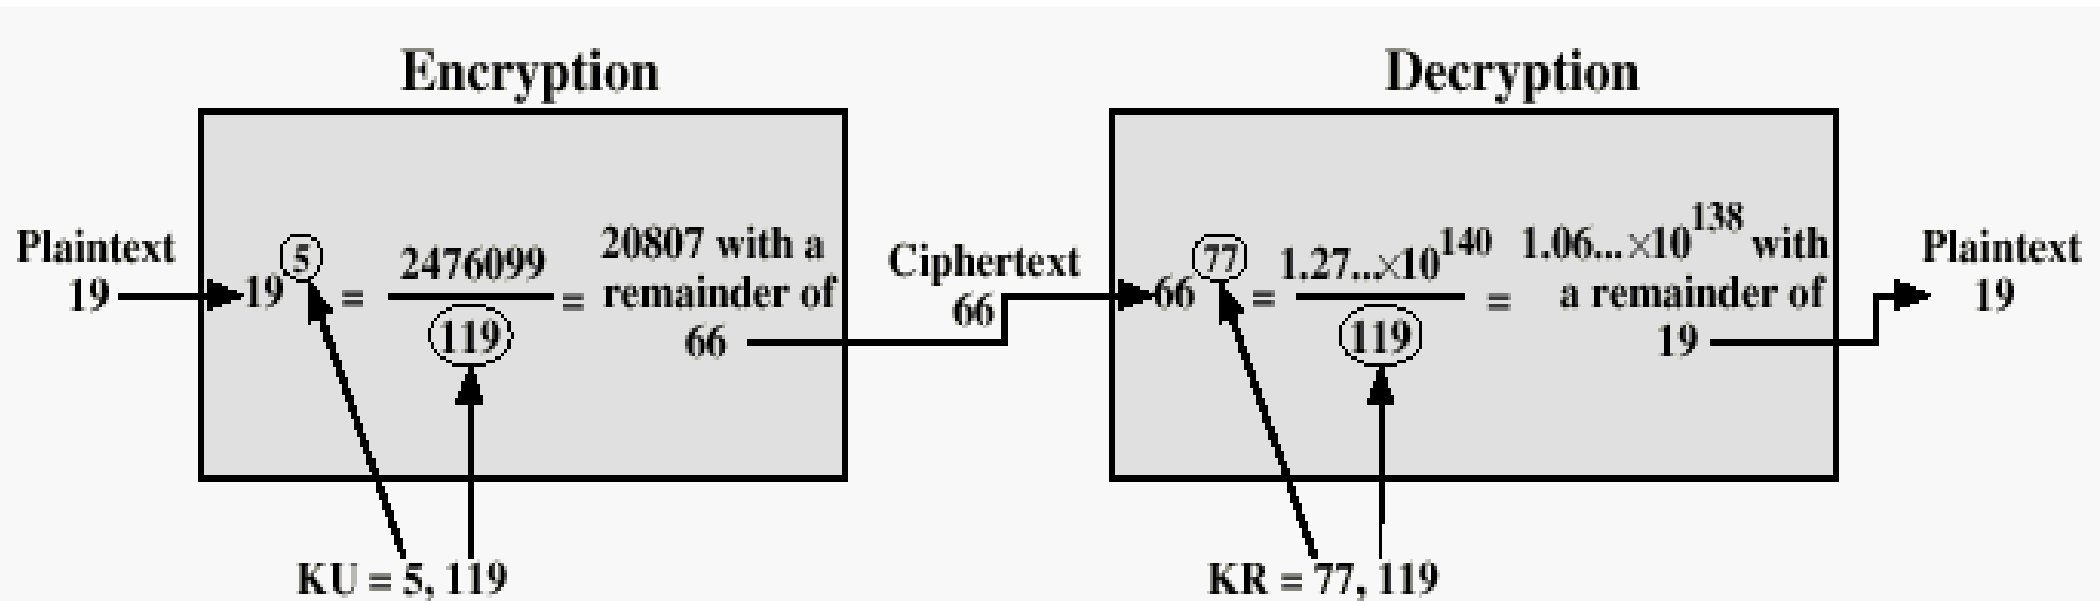 Encryption
Decryption
Plaintext
19
19^5 = 2476099 / 119 = 20807 with a
remainder of
66
Ciphertext
66
66^77 = 1.27...×10^140 / 119 = 1.06...×10^138 with
a remainder of
19
Plaintext
19
KU = 5, 119
KR = 77, 119